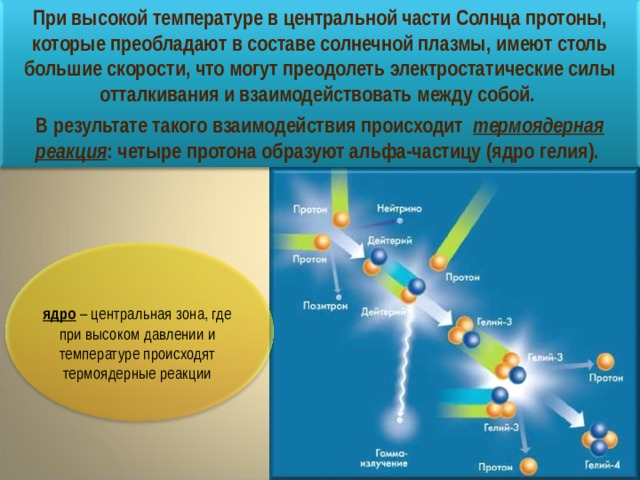 При высокой температуре в центральной части Солнца протоны,
которые преобладают в составе солнечной плазмы, имеют столь
большие скорости, что могут преодолеть электростатические силы
отталкивания и взаимодействовать между собой.
В результате такого взаимодействия происходит термоядерная
реакция: четыре протона образуют альфа-частицу (ядро гелия).
ядро – центральная зона, где
при высоком давлении и
температуре происходят
термоядерные реакции
Протон
Нейтрино
Дейтерий
Протон
Протон
Позитрон
Дейтерий
Гелий-3
Гелий-3
Протон
Гелий-3
Гамма-
излучение
Протон
Гелий-4